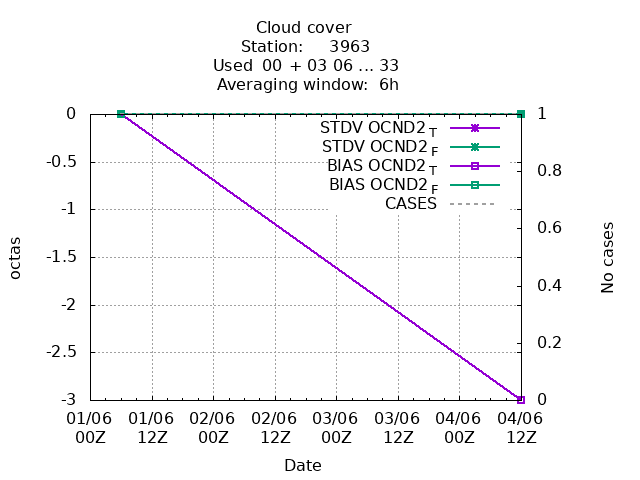 Cloud cover
Station: 3963
Used 00 + 03 06 ... 33
Averaging window: 6h
0
-0.5
-1
-1.5
-2
-2.5
-3
octas
1
0.8
0.6
0.4
0.2
0
No cases
STDV OCND2 T
STDV OCND2 F
BIAS OCND2 T
BIAS OCND2 F
CASES
01/06 01/06 02/06 02/06 03/06 03/06 04/06 04/06
00Z 12Z 00Z 12Z 00Z 12Z 00Z 12Z
Date